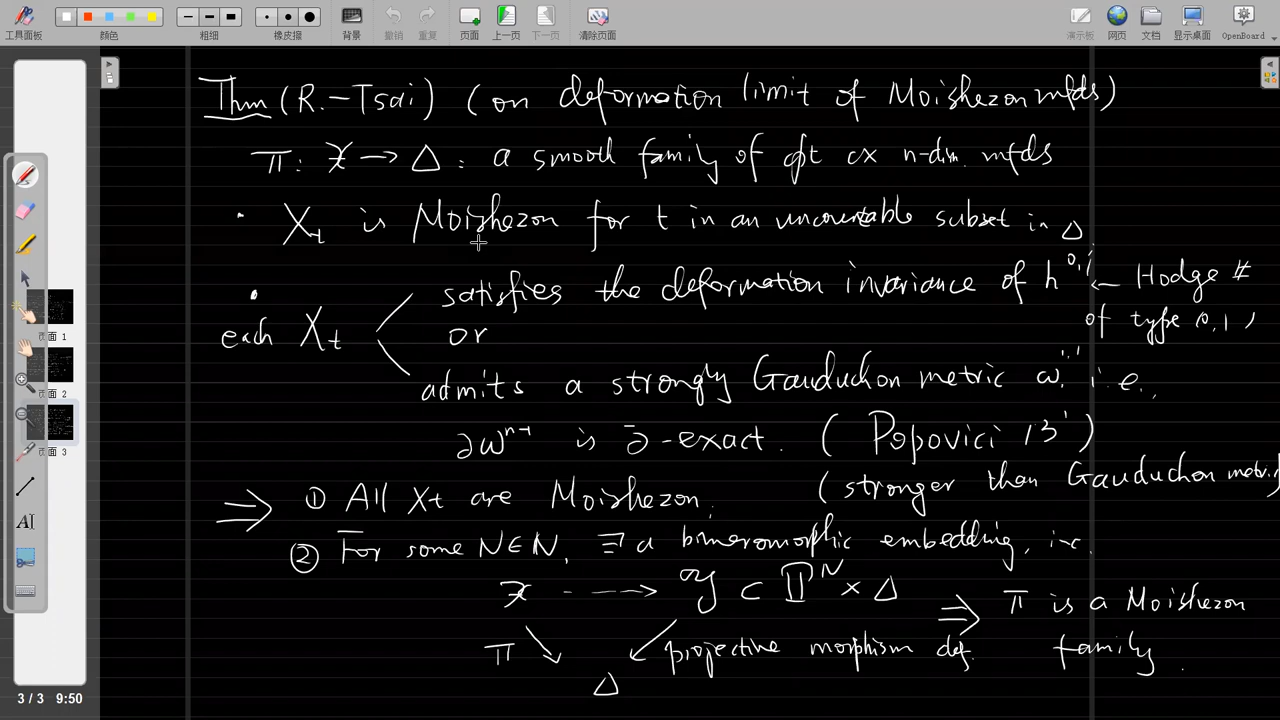 工具面板 颜色 粗细 橡皮擦 背景 撤销 重复 页面 上一页 下一页 清除页面 演示板 网页 文档 显示桌面 OpenBoard
Thm (R.-Tsai) (on deformation limit of Moishezon mfds)
π: 𝒳 → Δ: a smooth family of cpt cx n-dim. mfds
· X_t is Moishezon for t in an uncountable subset in Δ;
satisfies the deformation invariance of h^{0,1} ← Hodge #
· each X_t or of type (0,1)
admits a strongly Gauduchon metric ω^{1,1} i.e.,
∂ω^{n-1} is ∂̄-exact. (Popovici 13')
⇒ ① All X_t are Moishezon. (stronger than Gauduchon metric)
② For some N∈ℕ, ∃ a bimeromorphic embedding, i.e.
𝒳 ---> 𝒴 ⊂ ℙ^N × Δ ⇒ π is a Moishezon
π ↘ ↙ projective morphism def. family.
Δ
页面 1
页面 2
页面 3
3 / 3 9:50